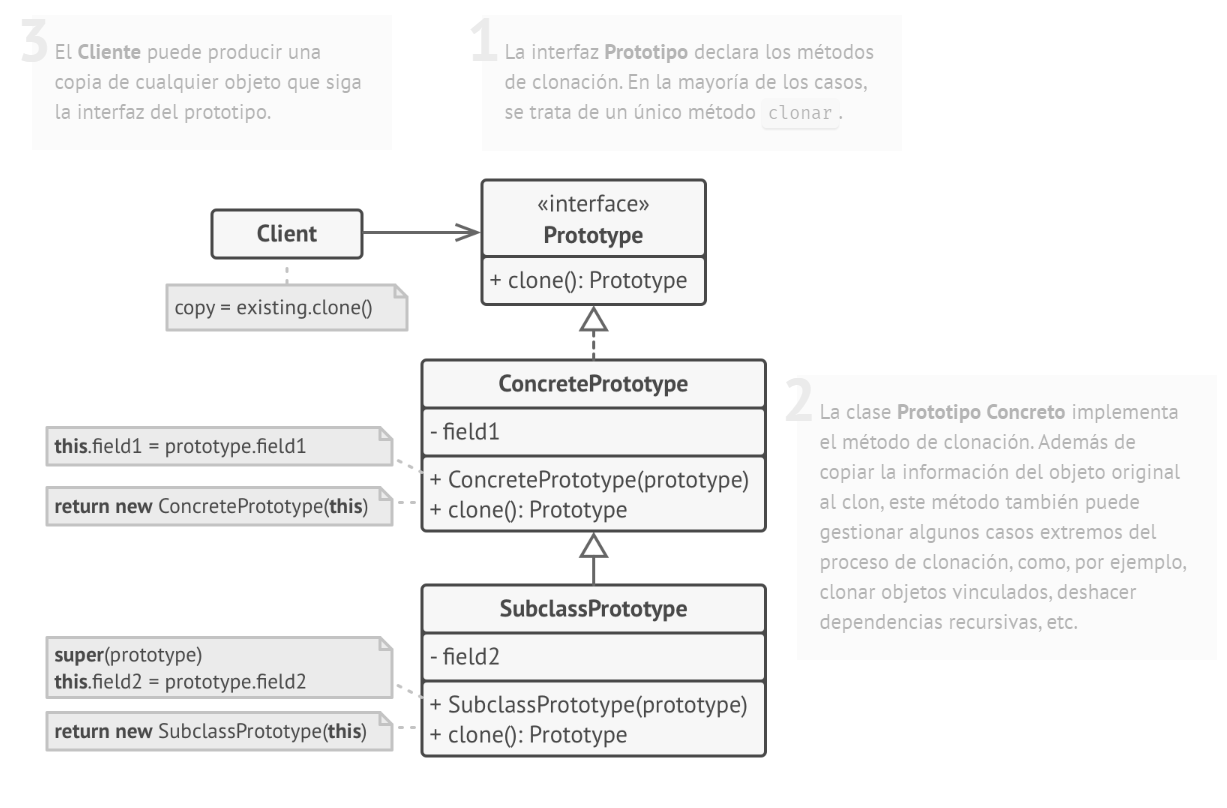 3
El Cliente puede producir una
copia de cualquier objeto que siga
la interfaz del prototipo.
1
La interfaz Prototipo declara los métodos
de clonación. En la mayoría de los casos,
se trata de un único método clonar.
Client
copy = existing.clone()
«interface»
Prototype
+ clone(): Prototype
ConcretePrototype
- field1
+ ConcretePrototype(prototype)
+ clone(): Prototype
this.field1 = prototype.field1
return new ConcretePrototype(this)
2
La clase Prototipo Concreto implementa
el método de clonación. Además de
copiar la información del objeto original
al clon, este método también puede
gestionar algunos casos extremos del
proceso de clonación, como, por ejemplo,
clonar objetos vinculados, deshacer
dependencias recursivas, etc.
SubclassPrototype
- field2
+ SubclassPrototype(prototype)
+ clone(): Prototype
super(prototype)
this.field2 = prototype.field2
return new SubclassPrototype(this)